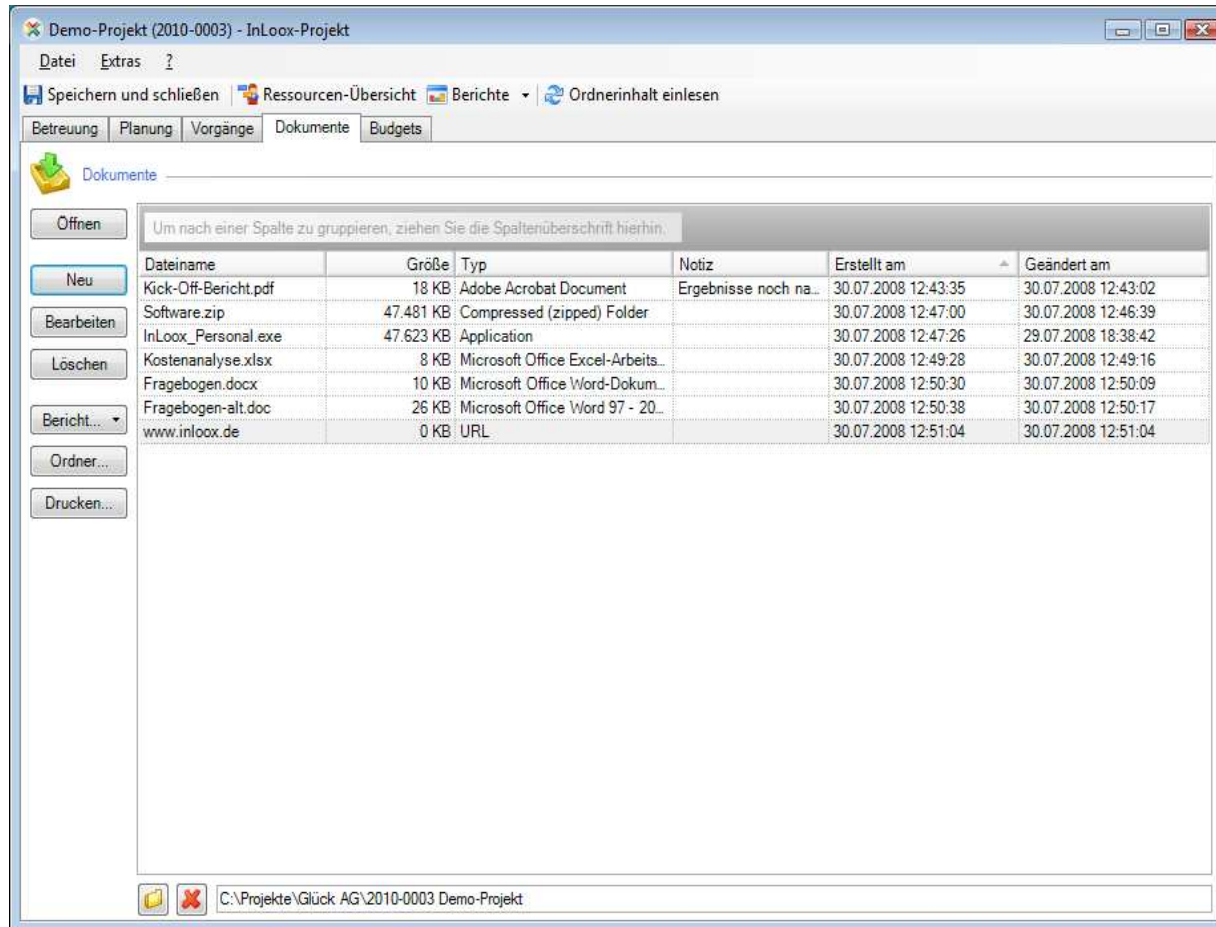 Demo-Projekt (2010-0003) - InLoox-Projekt
Datei Extras ?
Speichern und schließen Ressourcen-Übersicht Berichte Ordnerinhalt einlesen
Betreuung Planung Vorgänge Dokumente Budgets
Dokumente
Öffnen
Neu
Bearbeiten
Löschen
Bericht...
Ordner...
Drucken...
Um nach einer Spalte zu gruppieren, ziehen Sie die Spaltenüberschrift hierhin.
Dateiname Größe Typ Notiz Erstellt am Geändert am
Kick-Off-Bericht.pdf 18 KB Adobe Acrobat Document Ergebnisse noch na... 30.07.2008 12:43:35 30.07.2008 12:43:02
Software.zip 47.481 KB Compressed (zipped) Folder 30.07.2008 12:47:00 30.07.2008 12:46:39
InLoox_Personal.exe 47.623 KB Application 30.07.2008 12:47:26 29.07.2008 18:38:42
Kostenanalyse.xlsx 8 KB Microsoft Office Excel-Arbeits... 30.07.2008 12:49:28 30.07.2008 12:49:16
Fragebogen.docx 10 KB Microsoft Office Word-Dokum... 30.07.2008 12:50:30 30.07.2008 12:50:09
Fragebogen-alt.doc 26 KB Microsoft Office Word 97 - 20... 30.07.2008 12:50:38 30.07.2008 12:50:17
www.inloox.de 0 KB URL 30.07.2008 12:51:04 30.07.2008 12:51:04
C:\Projekte\Glück AG\2010-0003 Demo-Projekt